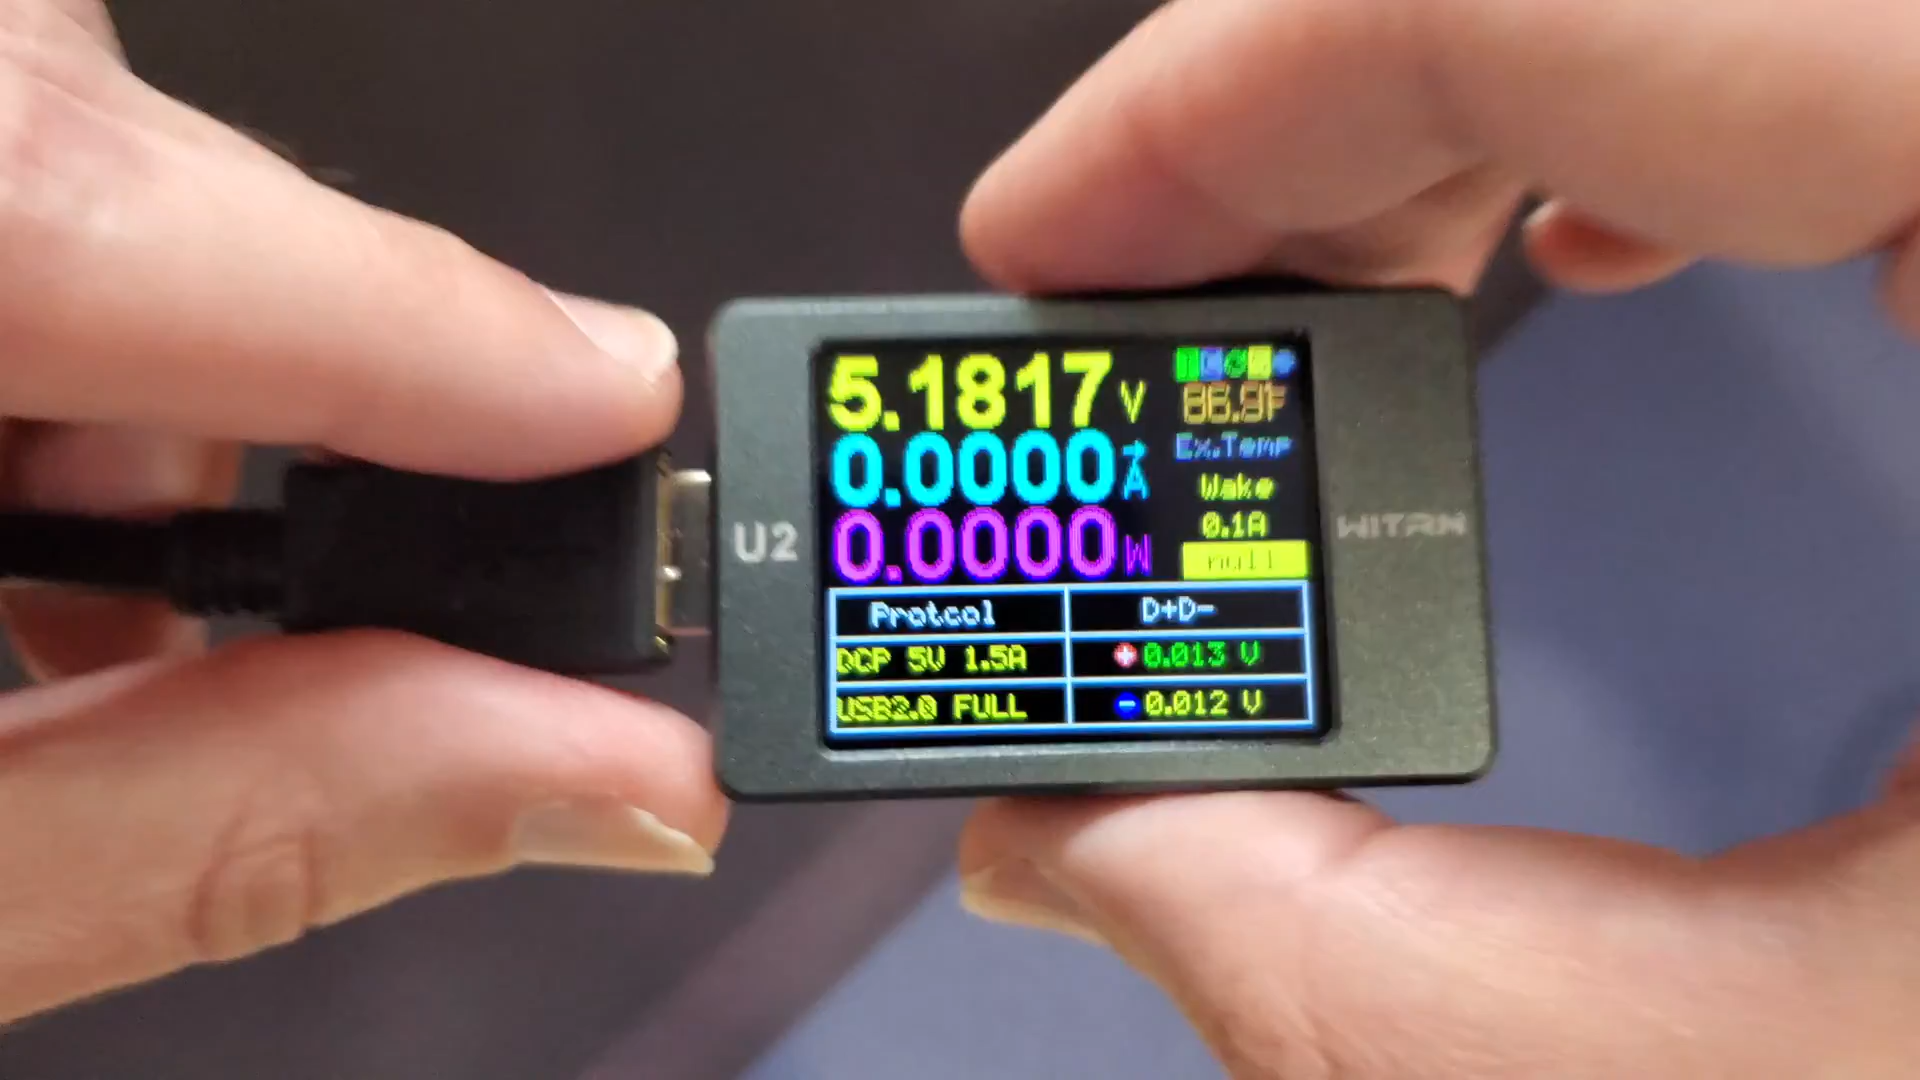 U2
5.1817V
0.0000A
0.0000W
86.9F
Ex.Temp
Wake
0.1A
null
Protcol D+D-
DCP 5V 1.5A + 0.013 V
USB2.0 FULL - 0.012 V
WITRN